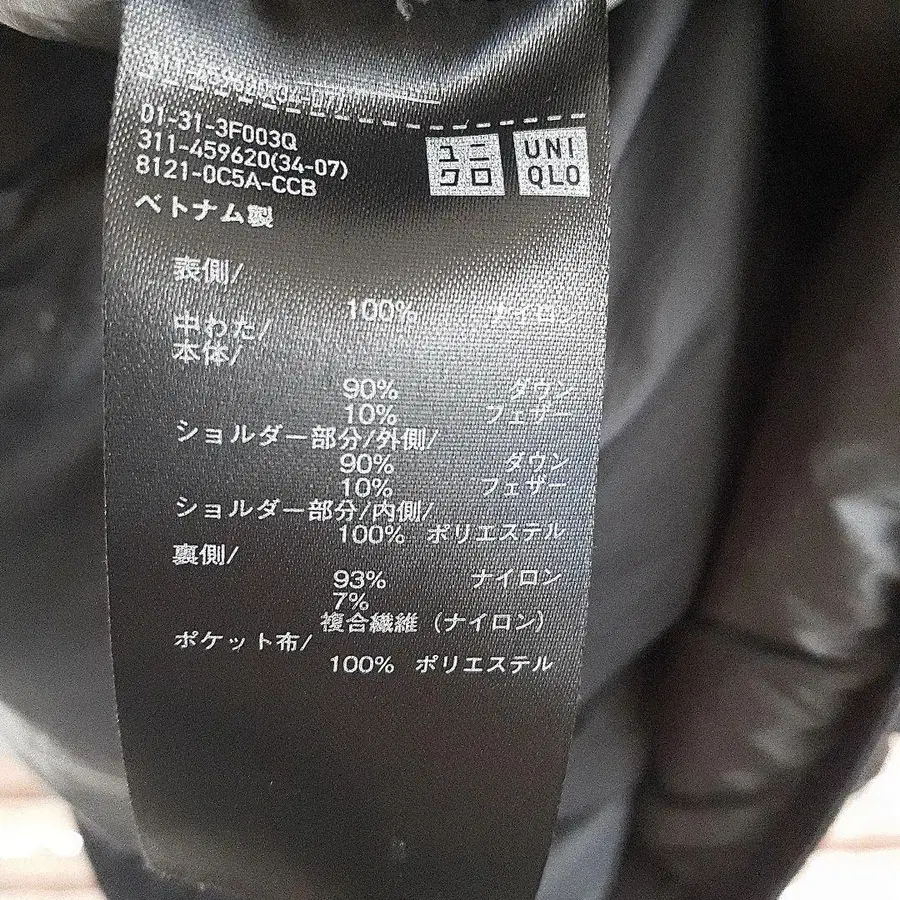 01-31-3F003Q
311-459620(34-07)
8121-0C5A-CCB
ユニ
クロ
UNI
QLO
ベトナム製
表側/
100% ナイロン
中わた/
本体/
90% ダウン
10% フェザー
ショルダー部分/外側/
90% ダウン
10% フェザー
ショルダー部分/内側/
100% ポリエステル
裏側/
93% ナイロン
7%
複合繊維（ナイロン）
ポケット布/
100% ポリエステル